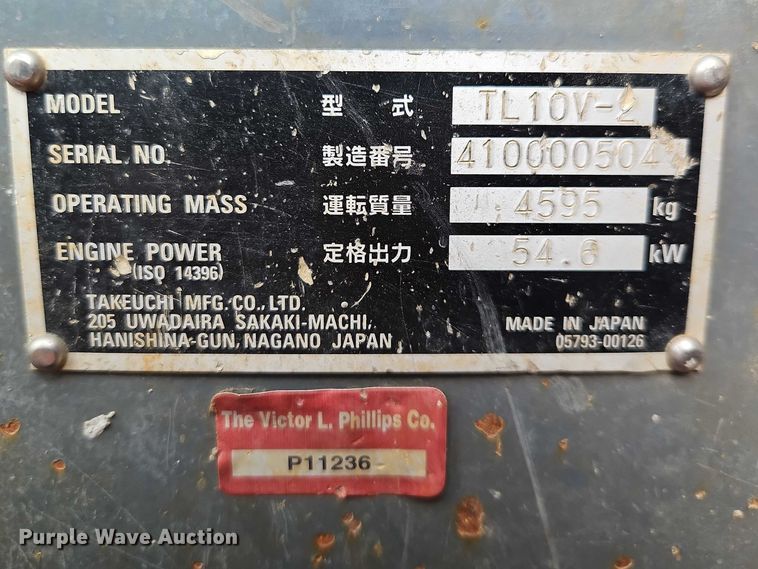 MODEL 型式 TL10V-2
SERIAL NO. 製造番号
OPERATING MASS 運転質量 4595 kg
ENGINE POWER 定格出力 54.6 kW
(ISO 14396)
TAKEUCHI MFG.CO.,LTD.
205 UWADAIRA SAKAKI-MACHI,
HANISHINA-GUN, NAGANO JAPAN
MADE IN JAPAN
05793-00126
The Victor L. Phillips Co.
P11236
Purple Wave Auction